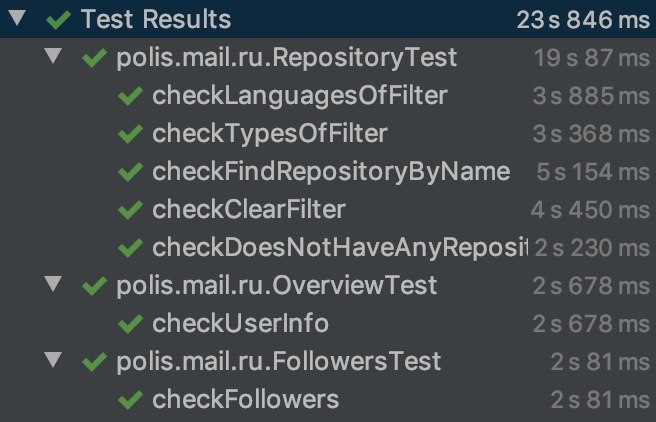 Test Results 23 s 846 ms
polis.mail.ru.RepositoryTest 19 s 87 ms
checkLanguagesOfFilter 3 s 885 ms
checkTypesOfFilter 3 s 368 ms
checkFindRepositoryByName 5 s 154 ms
checkClearFilter 4 s 450 ms
checkDoesNotHaveAnyReposit 2 s 230 ms
polis.mail.ru.OverviewTest 2 s 678 ms
checkUserInfo 2 s 678 ms
polis.mail.ru.FollowersTest 2 s 81 ms
checkFollowers 2 s 81 ms